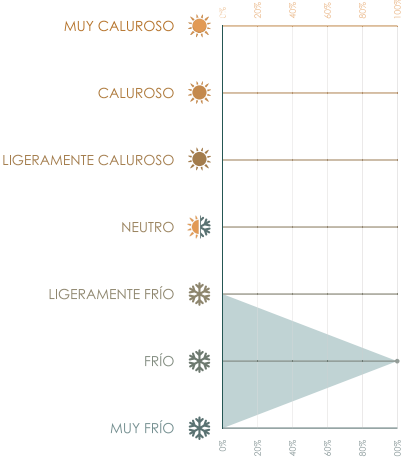 0% 20% 40% 60% 80% 100%
MUY CALUROSO
CALUROSO
LIGERAMENTE CALUROSO
NEUTRO
LIGERAMENTE FRÍO
FRÍO
MUY FRÍO
0% 20% 40% 60% 80% 00%